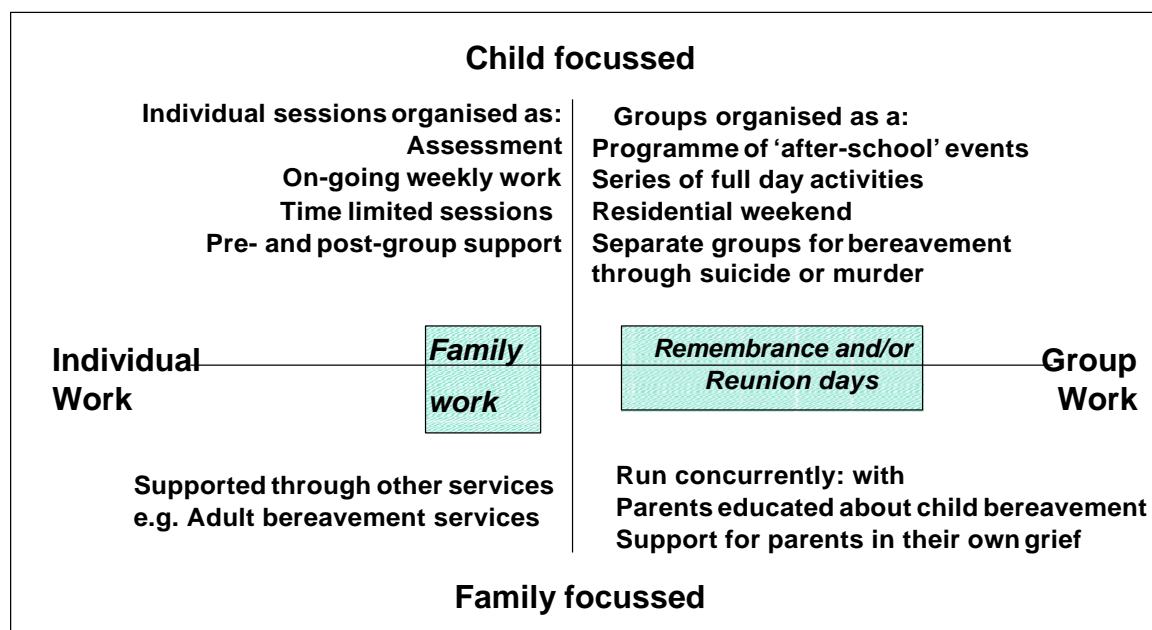 Child focussed
Individual sessions organised as:
Assessment
On-going weekly work
Time limited sessions
Pre- and post-group support
Groups organised as a:
Programme of ‘after-school’ events
Series of full day activities
Residential weekend
Separate groups for bereavement
through suicide or murder
Individual
Work
Family
work
Remembrance and/or
Reunion days
Group
Work
Supported through other services
e.g. Adult bereavement services
Run concurrently: with
Parents educated about child bereavement
Support for parents in their own grief
Family focussed